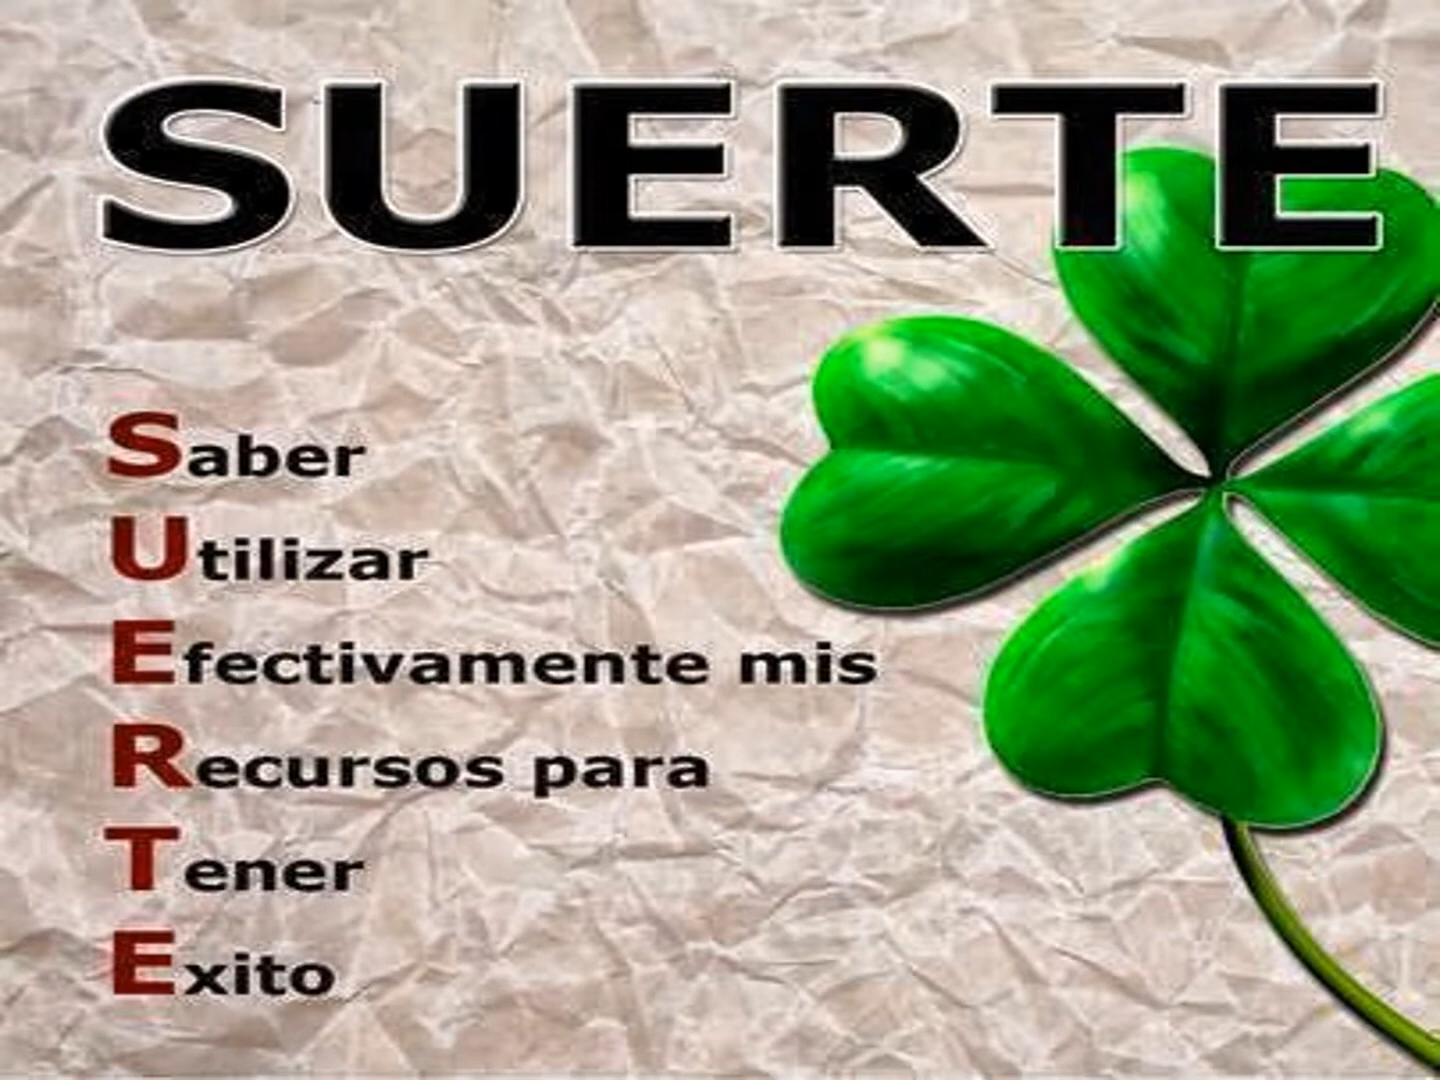 SUERTE
Saber
Utilizar
Efectivamente mis
Recursos para
Tener
Exito